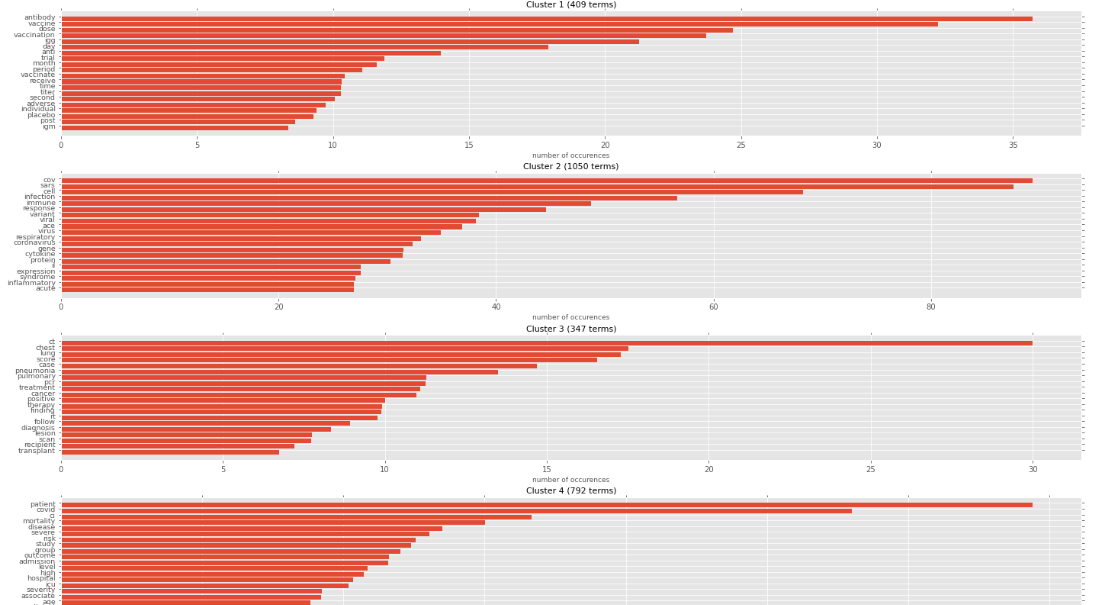 Cluster 1 (409 terms)
antibody
vaccine
dose
vaccination
igg
day
anti
trial
month
period
vaccinate
receive
time
titer
second
adverse
individual
placebo
post
igm
0 5 10 15 20 25 30 35
number of occurences
Cluster 2 (1050 terms)
cov
sars
cell
infection
immune
response
variant
viral
ace
virus
respiratory
coronavirus
gene
cytokine
protein
il
expression
syndrome
inflammatory
acute
0 20 40 60 80
number of occurences
Cluster 3 (347 terms)
ct
chest
lung
score
case
pneumonia
pulmonary
pcr
treatment
cancer
positive
therapy
finding
rt
follow
diagnosis
lesion
scan
recipient
transplant
0 5 10 15 20 25 30
number of occurences
Cluster 4 (792 terms)
patient
covid
ci
mortality
disease
severe
risk
study
group
outcome
admission
level
high
hospital
icu
severity
associate
age